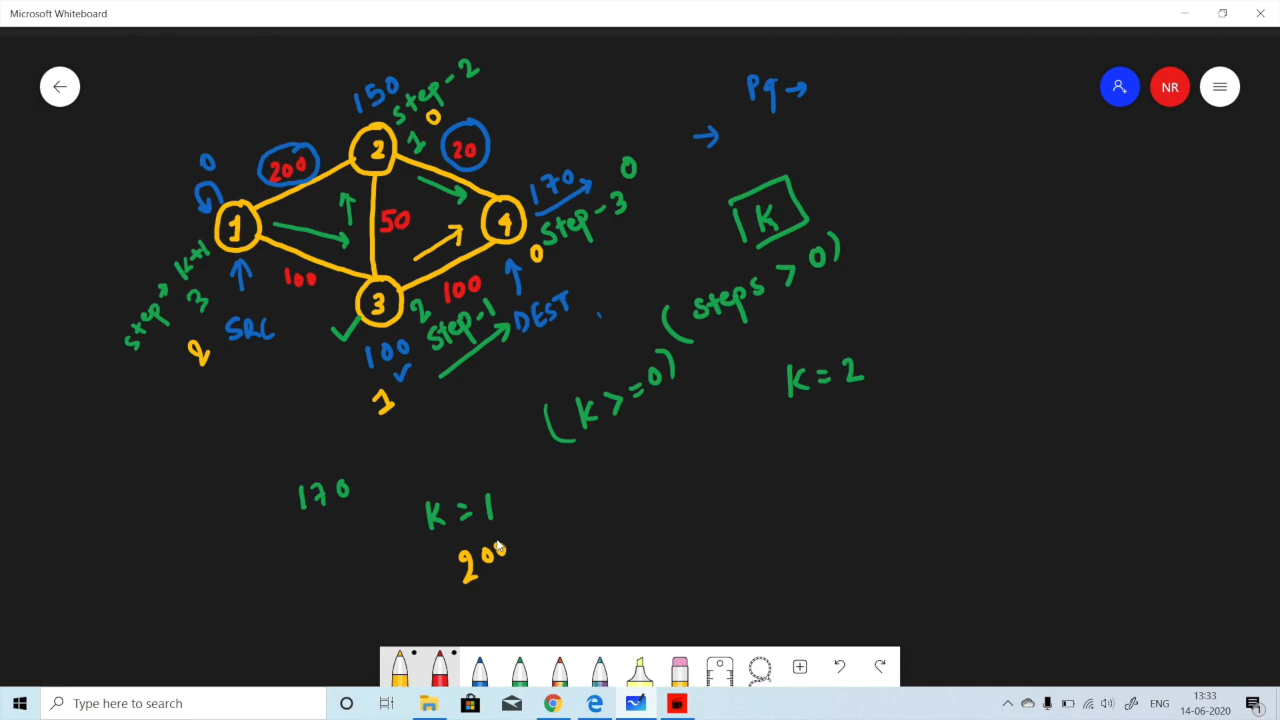 Microsoft Whiteboard
NR
Pq →
→
150
step-2
1
0
2
0
200
20
170
0
step-3
1
50
4
0
K
(steps > 0)
step → K+1
3
2
SRC
100
3
100
2
step-1
DEST
100
1
(K >= 0)
K = 2
170
K = 1
200
Type here to search
ENG
13:33
14-06-2020
1